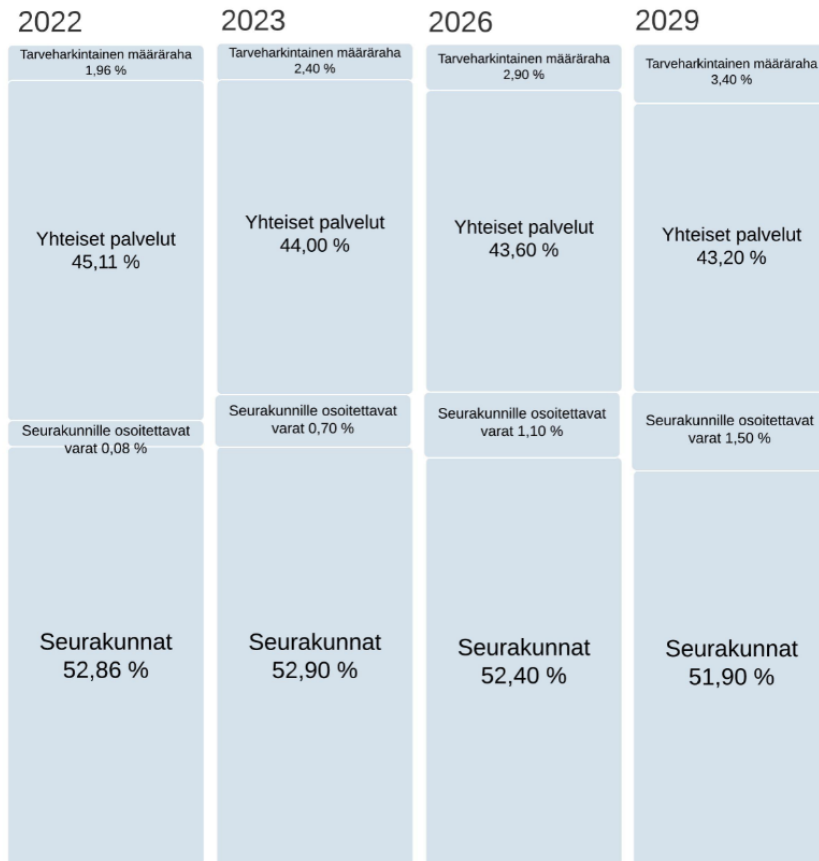 2022
Tarveharkintainen määräraha
1,96 %
Yhteiset palvelut
45,11 %
Seurakunnille osoitettavat
varat 0,08 %
Seurakunnat
52,86 %
2023
Tarveharkintainen määräraha
2,40 %
Yhteiset palvelut
44,00 %
Seurakunnille osoitettavat
varat 0,70 %
Seurakunnat
52,90 %
2026
Tarveharkintainen määräraha
2,90 %
Yhteiset palvelut
43,60 %
Seurakunnille osoitettavat
varat 1,10 %
Seurakunnat
52,40 %
2029
Tarveharkintainen määräraha
3,40 %
Yhteiset palvelut
43,20 %
Seurakunnille osoitettavat
varat 1,50 %
Seurakunnat
51,90 %